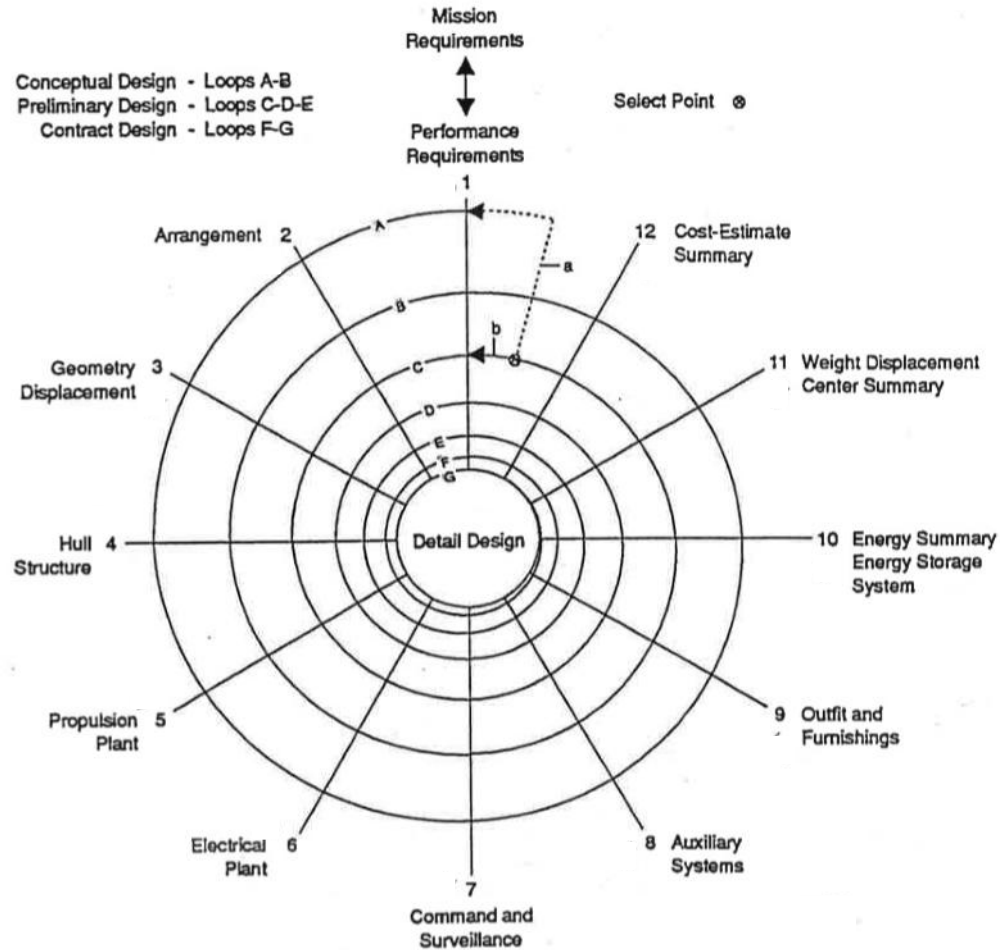 Mission
Requirements
Conceptual Design - Loops A-B
Preliminary Design - Loops C-D-E
Contract Design - Loops F-G
Select Point ⊗
Performance
Requirements
1
Arrangement 2
12 Cost-Estimate
Summary
A
a
B
b
C
Geometry 3
Displacement
11 Weight Displacement
Center Summary
D
E
F
G
Detail Design
Hull 4
Structure
10 Energy Summary
Energy Storage
System
Propulsion 5
Plant
9 Outfit and
Furnishings
Electrical 6
Plant
8 Auxiliary
Systems
7
Command and
Surveillance